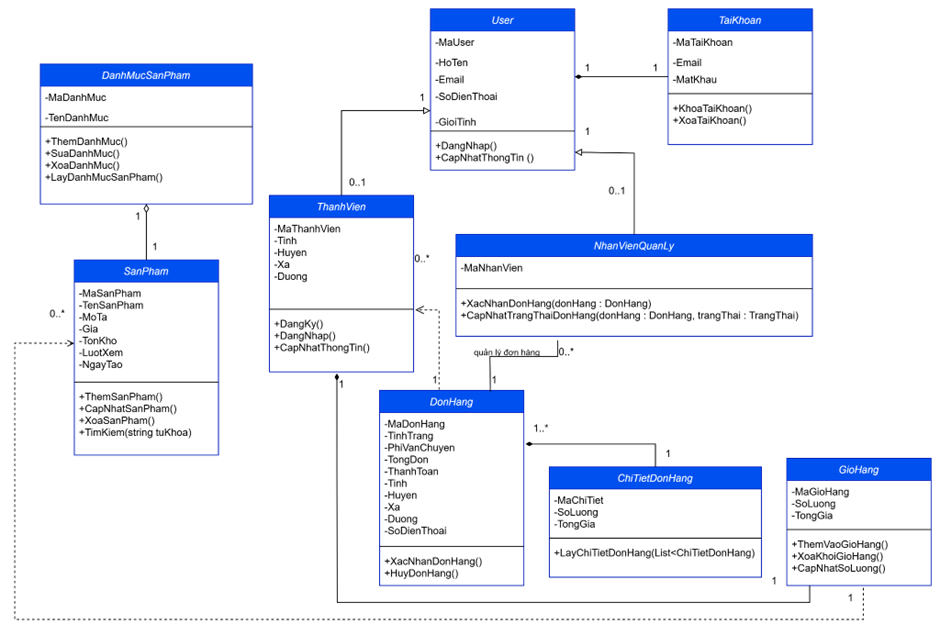 User
-MaUser
-HoTen
-Email
-SoDienThoai
-GioiTinh
+DangNhap()
+CapNhatThongTin ()
1
1
TaiKhoan
-MaTaiKhoan
-Email
-MatKhau
+KhoaTaiKhoan()
+XoaTaiKhoan()
DanhMucSanPham
-MaDanhMuc
-TenDanhMuc
+ThemDanhMuc()
+SuaDanhMuc()
+XoaDanhMuc()
+LayDanhMucSanPham()
1
1
1
0..1
1
0..1
ThanhVien
-MaThanhVien
-Tinh
-Huyen
-Xa
-Duong
+DangKy()
+DangNhap()
+CapNhatThongTin()
0..*
NhanVienQuanLy
-MaNhanVien
+XacNhanDonHang(donHang : DonHang)
+CapNhatTrangThaiDonHang(donHang : DonHang, trangThai : TrangThai)
SanPham
-MaSanPham
-TenSanPham
-MoTa
-Gia
-TonKho
-LuotXem
-NgayTao
+ThemSanPham()
+CapNhatSanPham()
+XoaSanPham()
+TimKiem(string tuKhoa)
0..*
quản lý đơn hàng
0..*
1
1
1
DonHang
-MaDonHang
-TinhTrang
-PhiVanChuyen
-TongDon
-ThanhToan
-Tinh
-Huyen
-Xa
-Duong
-SoDienThoai
+XacNhanDonHang()
+HuyDonHang()
1..*
1
ChiTietDonHang
-MaChiTiet
-SoLuong
-TongGia
+LayChiTietDonHang(List<ChiTietDonHang)
GioHang
-MaGioHang
-SoLuong
-TongGia
+ThemVaoGioHang()
+XoaKhoiGioHang()
+CapNhatSoLuong()
1
1